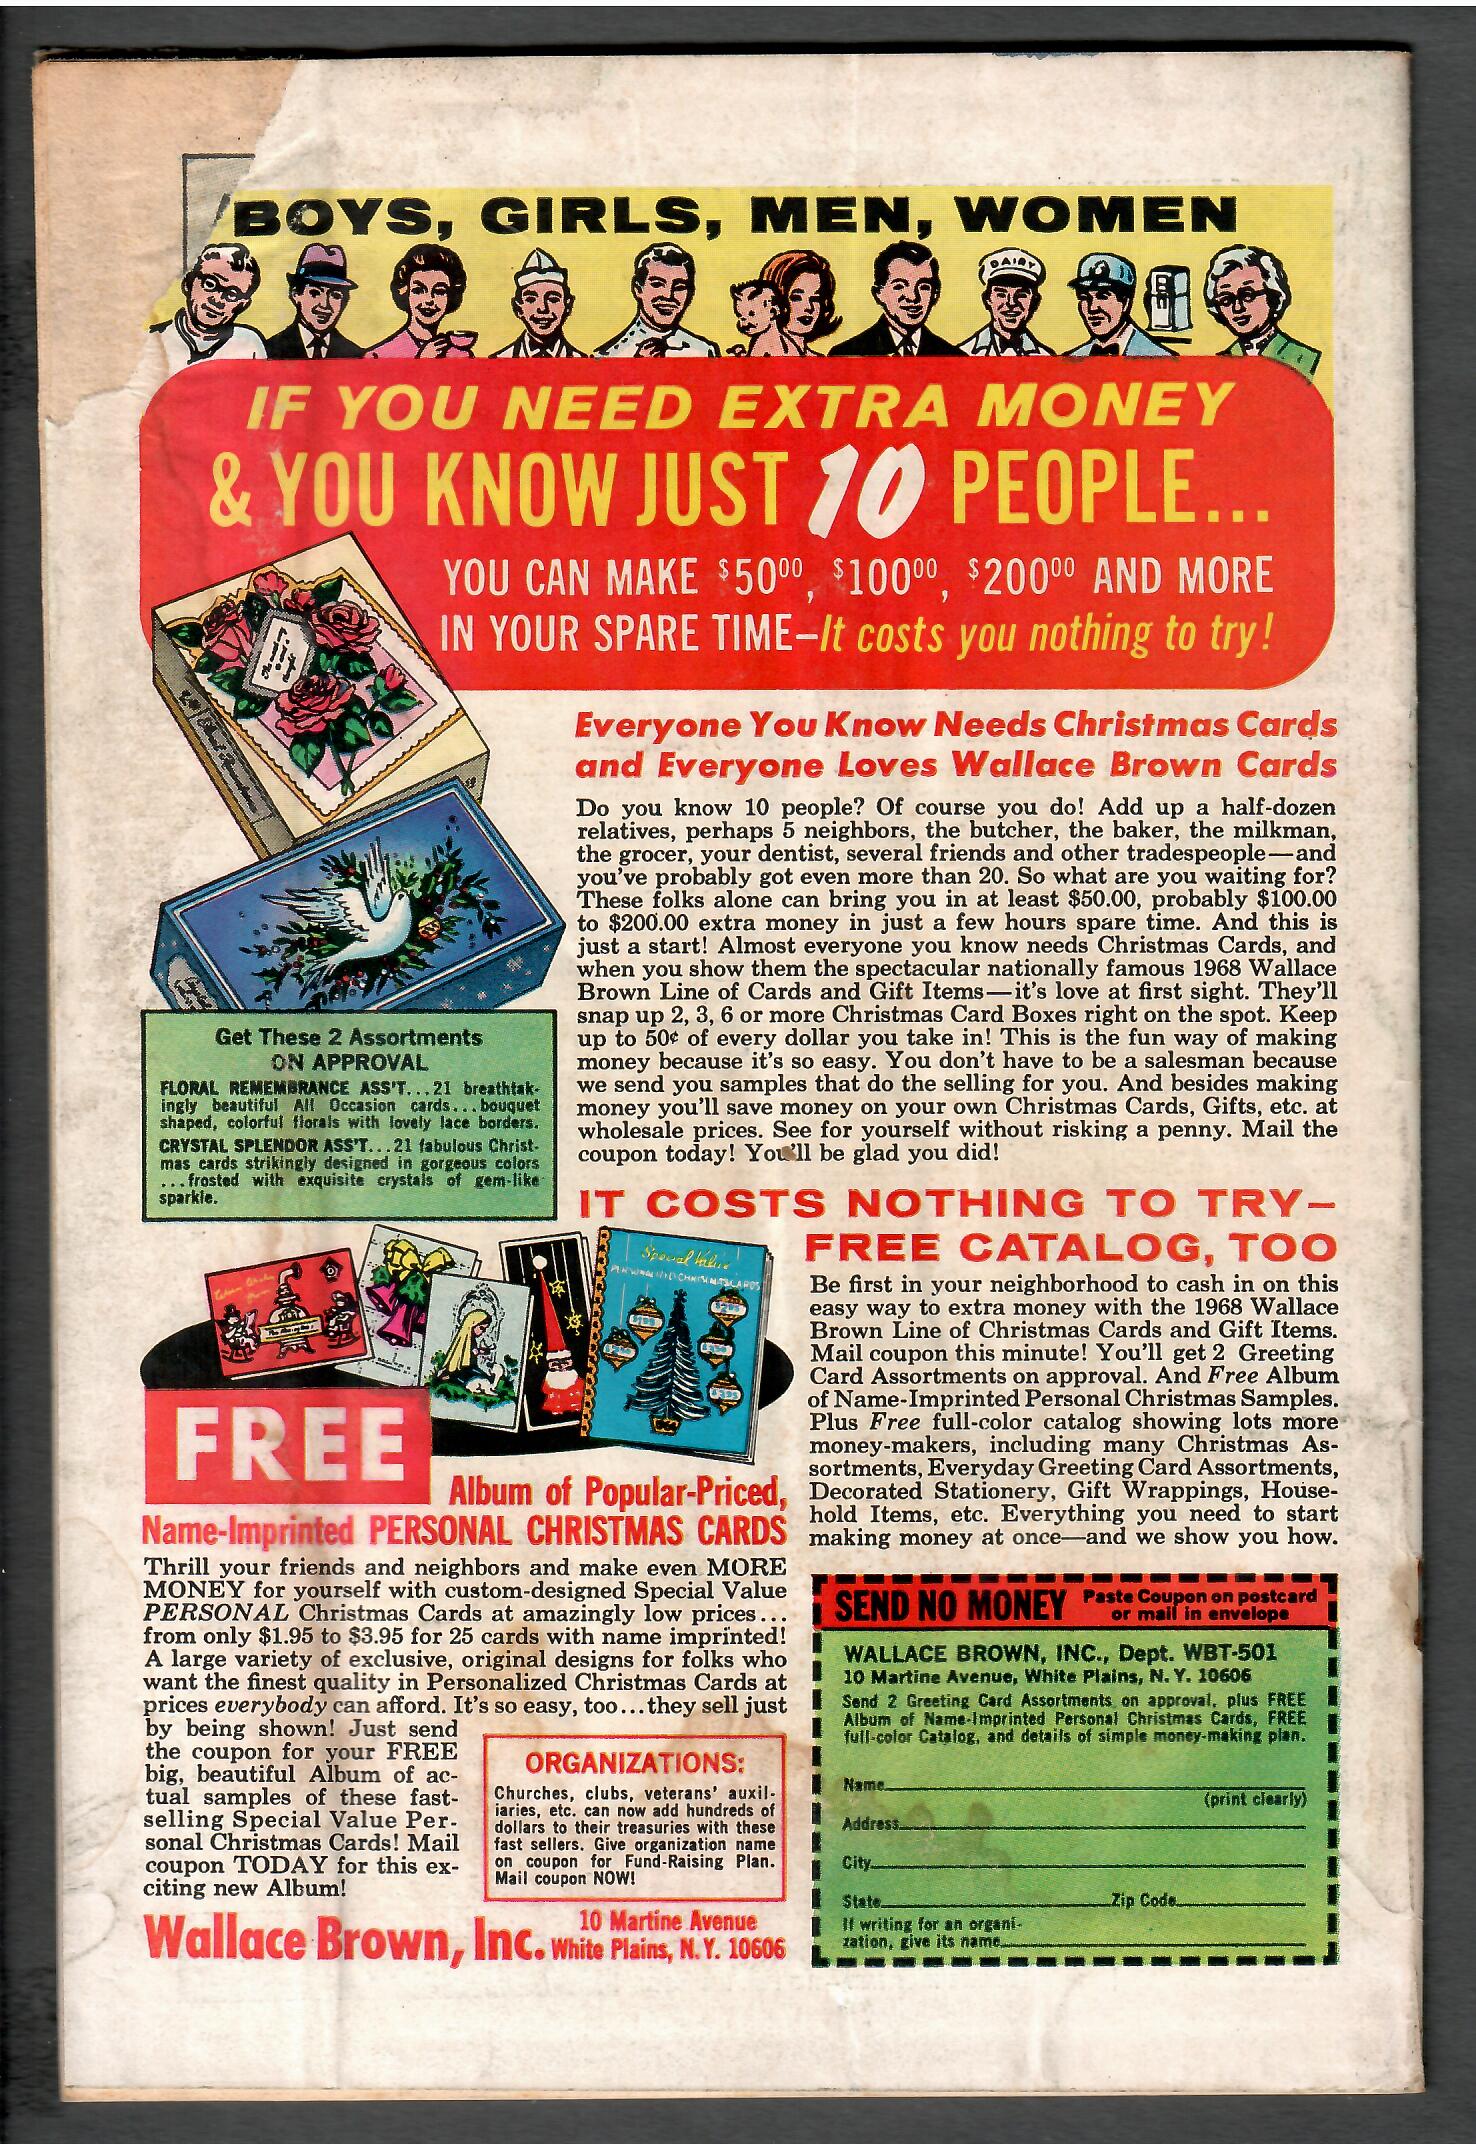 BOYS, GIRLS, MEN, WOMEN
DAIRY
IF YOU NEED EXTRA MONEY
& YOU KNOW JUST 10 PEOPLE...
YOU CAN MAKE $5000, $10000, $20000 AND MORE
IN YOUR SPARE TIME–It costs you nothing to try!
Everyone You Know Needs Christmas Cards
and Everyone Loves Wallace Brown Cards
Do you know 10 people? Of course you do! Add up a half-dozen
relatives, perhaps 5 neighbors, the butcher, the baker, the milkman,
the grocer, your dentist, several friends and other tradespeople—and
you've probably got even more than 20. So what are you waiting for?
These folks alone can bring you in at least $50.00, probably $100.00
to $200.00 extra money in just a few hours spare time. And this is
just a start! Almost everyone you know needs Christmas Cards, and
when you show them the spectacular nationally famous 1968 Wallace
Brown Line of Cards and Gift Items—it's love at first sight. They'll
snap up 2, 3, 6 or more Christmas Card Boxes right on the spot. Keep
up to 50¢ of every dollar you take in! This is the fun way of making
money because it's so easy. You don't have to be a salesman because
we send you samples that do the selling for you. And besides making
money you'll save money on your own Christmas Cards, Gifts, etc. at
wholesale prices. See for yourself without risking a penny. Mail the
coupon today! You'll be glad you did!
Get These 2 Assortments
ON APPROVAL
FLORAL REMEMBRANCE ASS'T...21 breathtak-
ingly beautiful All Occasion cards...bouquet
shaped, colorful florals with lovely lace borders.
CRYSTAL SPLENDOR ASS'T...21 fabulous Christ-
mas cards strikingly designed in gorgeous colors
...frosted with exquisite crystals of gem-like
sparkle.
IT COSTS NOTHING TO TRY–
FREE CATALOG, TOO
Be first in your neighborhood to cash in on this
easy way to extra money with the 1968 Wallace
Brown Line of Christmas Cards and Gift Items.
Mail coupon this minute! You'll get 2 Greeting
Card Assortments on approval. And Free Album
of Name-Imprinted Personal Christmas Samples.
Plus Free full-color catalog showing lots more
money-makers, including many Christmas As-
sortments, Everyday Greeting Card Assortments,
Decorated Stationery, Gift Wrappings, House-
hold Items, etc. Everything you need to start
making money at once—and we show you how.
Special Value
PERSONALIZED CHRISTMAS CARDS
FREE
Album of Popular-Priced,
Name-Imprinted PERSONAL CHRISTMAS CARDS
Thrill your friends and neighbors and make even MORE
MONEY for yourself with custom-designed Special Value
PERSONAL Christmas Cards at amazingly low prices...
from only $1.95 to $3.95 for 25 cards with name imprinted!
A large variety of exclusive, original designs for folks who
want the finest quality in Personalized Christmas Cards at
prices everybody can afford. It's so easy, too...they sell just
by being shown! Just send
the coupon for your FREE
big, beautiful Album of ac-
tual samples of these fast-
selling Special Value Per-
sonal Christmas Cards! Mail
coupon TODAY for this ex-
citing new Album!
ORGANIZATIONS:
Churches, clubs, veterans' auxil-
iaries, etc. can now add hundreds of
dollars to their treasuries with these
fast sellers. Give organization name
on coupon for Fund-Raising Plan.
Mail coupon NOW!
Wallace Brown, Inc.
10 Martine Avenue
White Plains, N.Y. 10606
SEND NO MONEY
Paste Coupon on postcard
or mail in envelope
WALLACE BROWN, INC., Dept. WBT-501
10 Martine Avenue, White Plains, N.Y. 10606
Send 2 Greeting Card Assortments on approval, plus FREE
Album of Name-Imprinted Personal Christmas Cards, FREE
full-color Catalog, and details of simple money-making plan.
Name
(print clearly)
Address
City
State Zip Code
If writing for an organi-
zation, give its name